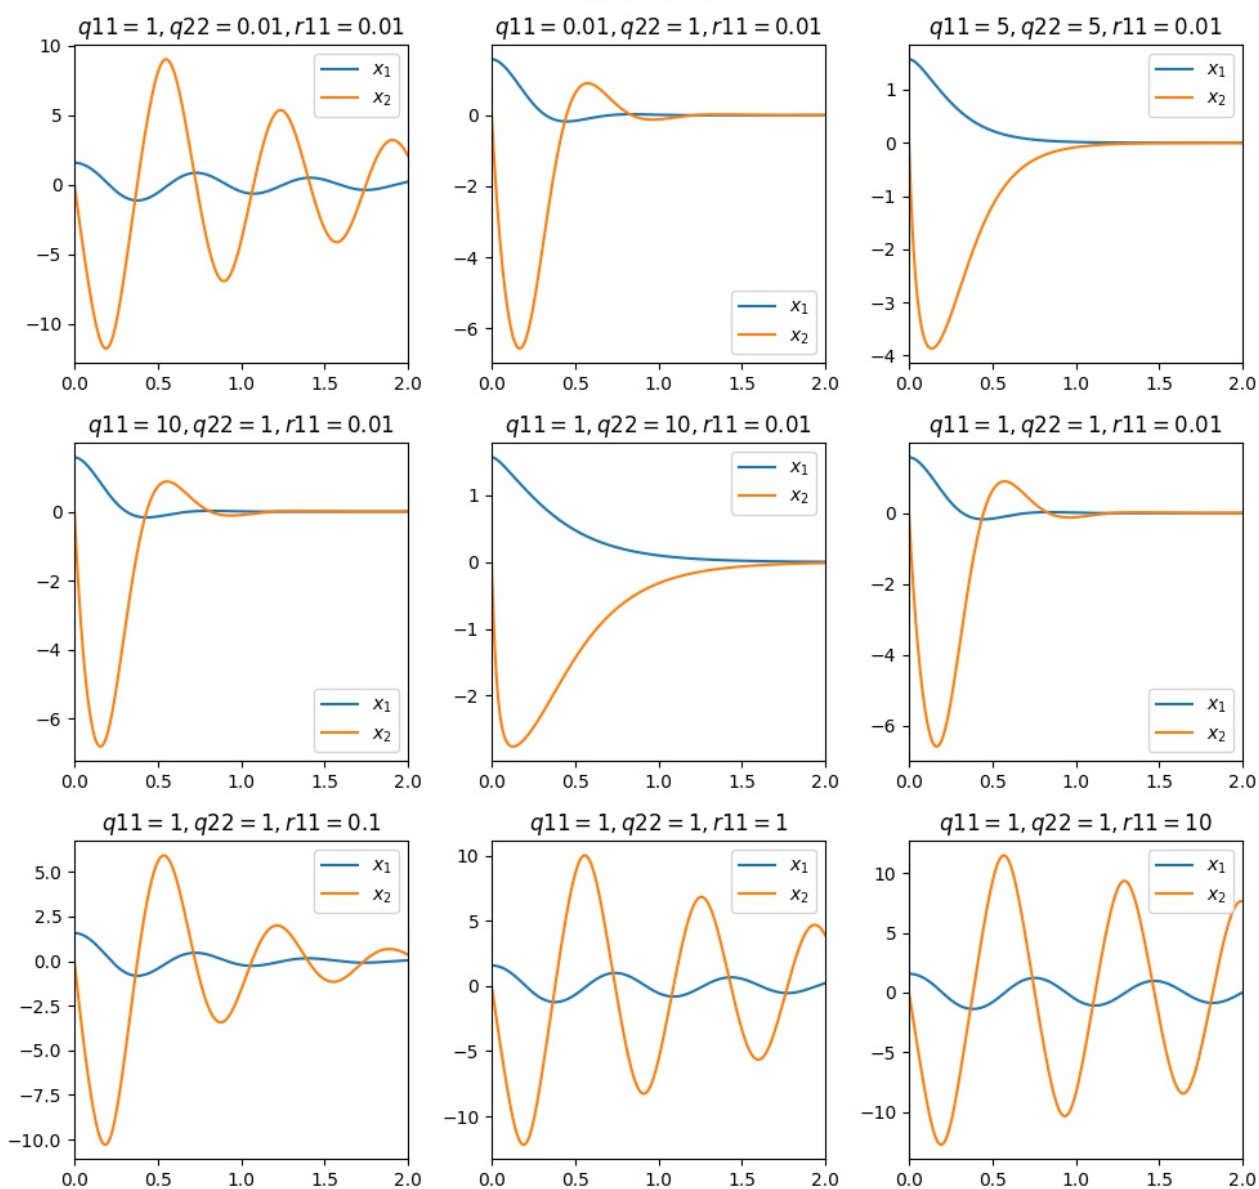 q11 = 1, q22 = 0.01, r11 = 0.01
10
5
0
−5
−10
x1
x2
0.0 0.5 1.0 1.5 2.0
q11 = 0.01, q22 = 1, r11 = 0.01
0
−2
−4
−6
x1
x2
0.0 0.5 1.0 1.5 2.0
q11 = 5, q22 = 5, r11 = 0.01
1
0
−1
−2
−3
−4
x1
x2
0.0 0.5 1.0 1.5 2.0
q11 = 10, q22 = 1, r11 = 0.01
0
−2
−4
−6
x1
x2
0.0 0.5 1.0 1.5 2.0
q11 = 1, q22 = 10, r11 = 0.01
1
0
−1
−2
x1
x2
0.0 0.5 1.0 1.5 2.0
q11 = 1, q22 = 1, r11 = 0.01
0
−2
−4
−6
x1
x2
0.0 0.5 1.0 1.5 2.0
q11 = 1, q22 = 1, r11 = 0.1
5.0
2.5
0.0
−2.5
−5.0
−7.5
−10.0
x1
x2
0.0 0.5 1.0 1.5 2.0
q11 = 1, q22 = 1, r11 = 1
10
5
0
−5
−10
x1
x2
0.0 0.5 1.0 1.5 2.0
q11 = 1, q22 = 1, r11 = 10
10
5
0
−5
−10
x1
x2
0.0 0.5 1.0 1.5 2.0